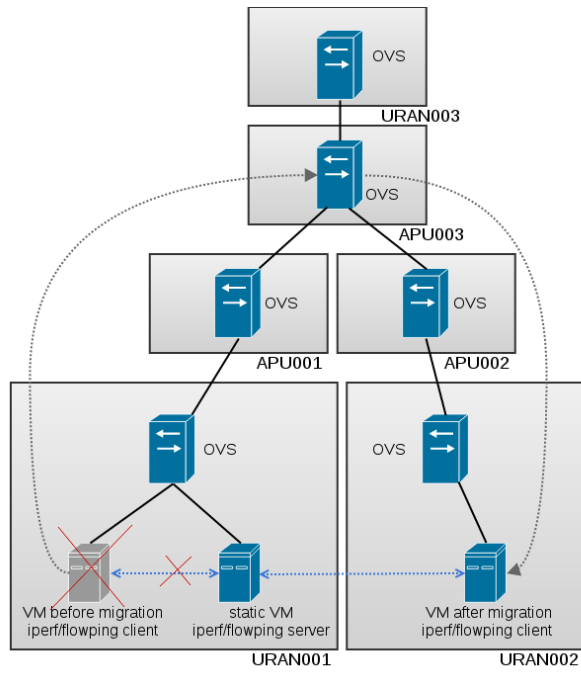 OVS
URAN003
OVS
APU003
OVS
OVS
APU001
APU002
OVS
OVS
VM before migration
iperf/flowping client
static VM
iperf/flowping server
VM after migration
iperf/flowping client
URAN001
URAN002